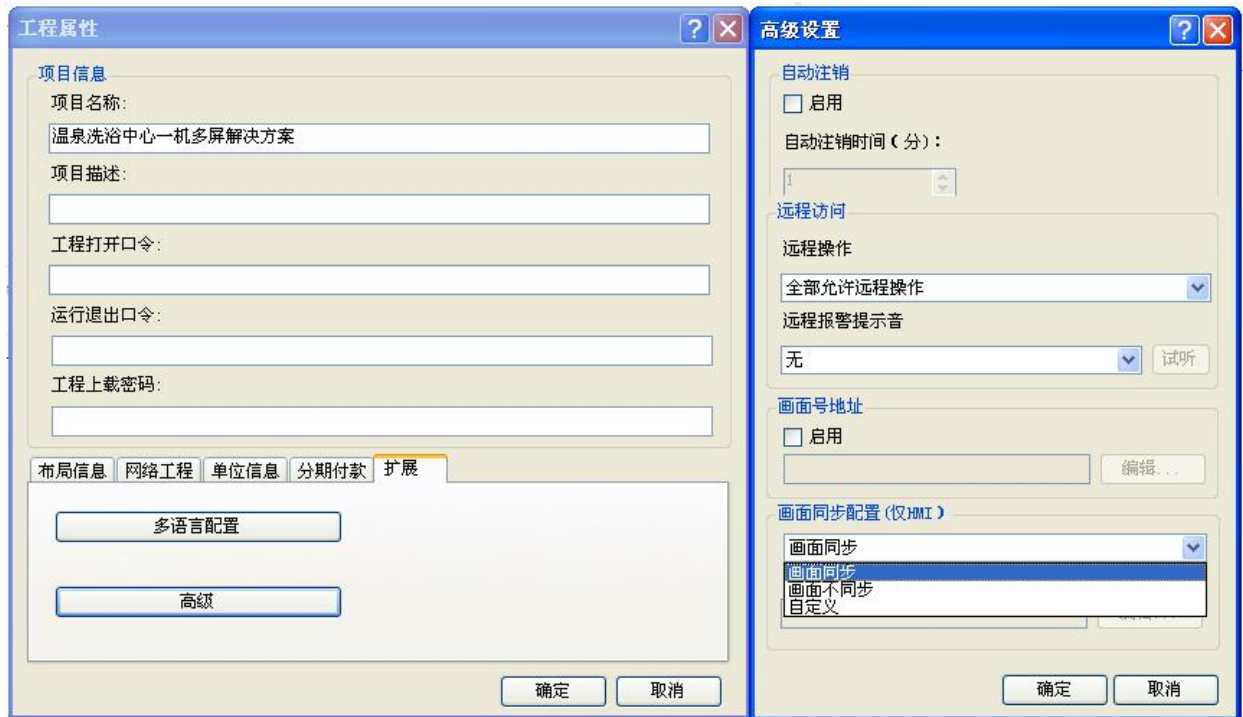 工程属性
项目信息
项目名称:
温泉洗浴中心一机多屏解决方案
项目描述:
工程打开口令:
运行退出口令:
工程上载密码:
布局信息 网络工程 单位信息 分期付款 扩展
多语言配置
高级
确定 取消
高级设置
自动注销
启用
自动注销时间(分):
1
远程访问
远程操作
全部允许远程操作
远程报警提示音
无 试听
画面号地址
启用
编辑...
画面同步配置(仅HMI)
画面同步
画面同步
画面不同步
自定义
确定 取消